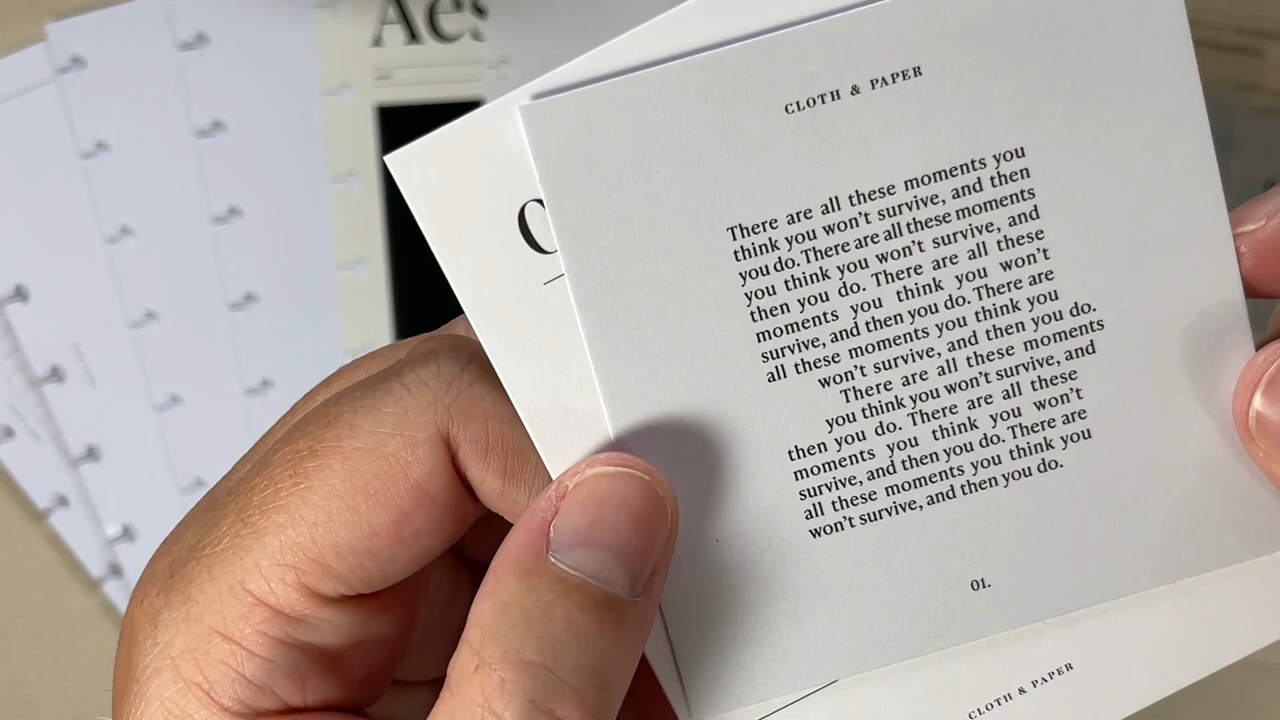 Aes
CLOTH & PAPER
There are all these moments you
think you won't survive, and then
you do. There are all these moments
you think you won't survive, and
then you do. There are all these
moments you think you won't
survive, and then you do. There are
all these moments you think you
won't survive, and then you do.
There are all these moments
you think you won't survive, and
then you do. There are all these
moments you think you won't
survive, and then you do. There are
all these moments you think you
won't survive, and then you do.
01.
CLOTH & PAPER